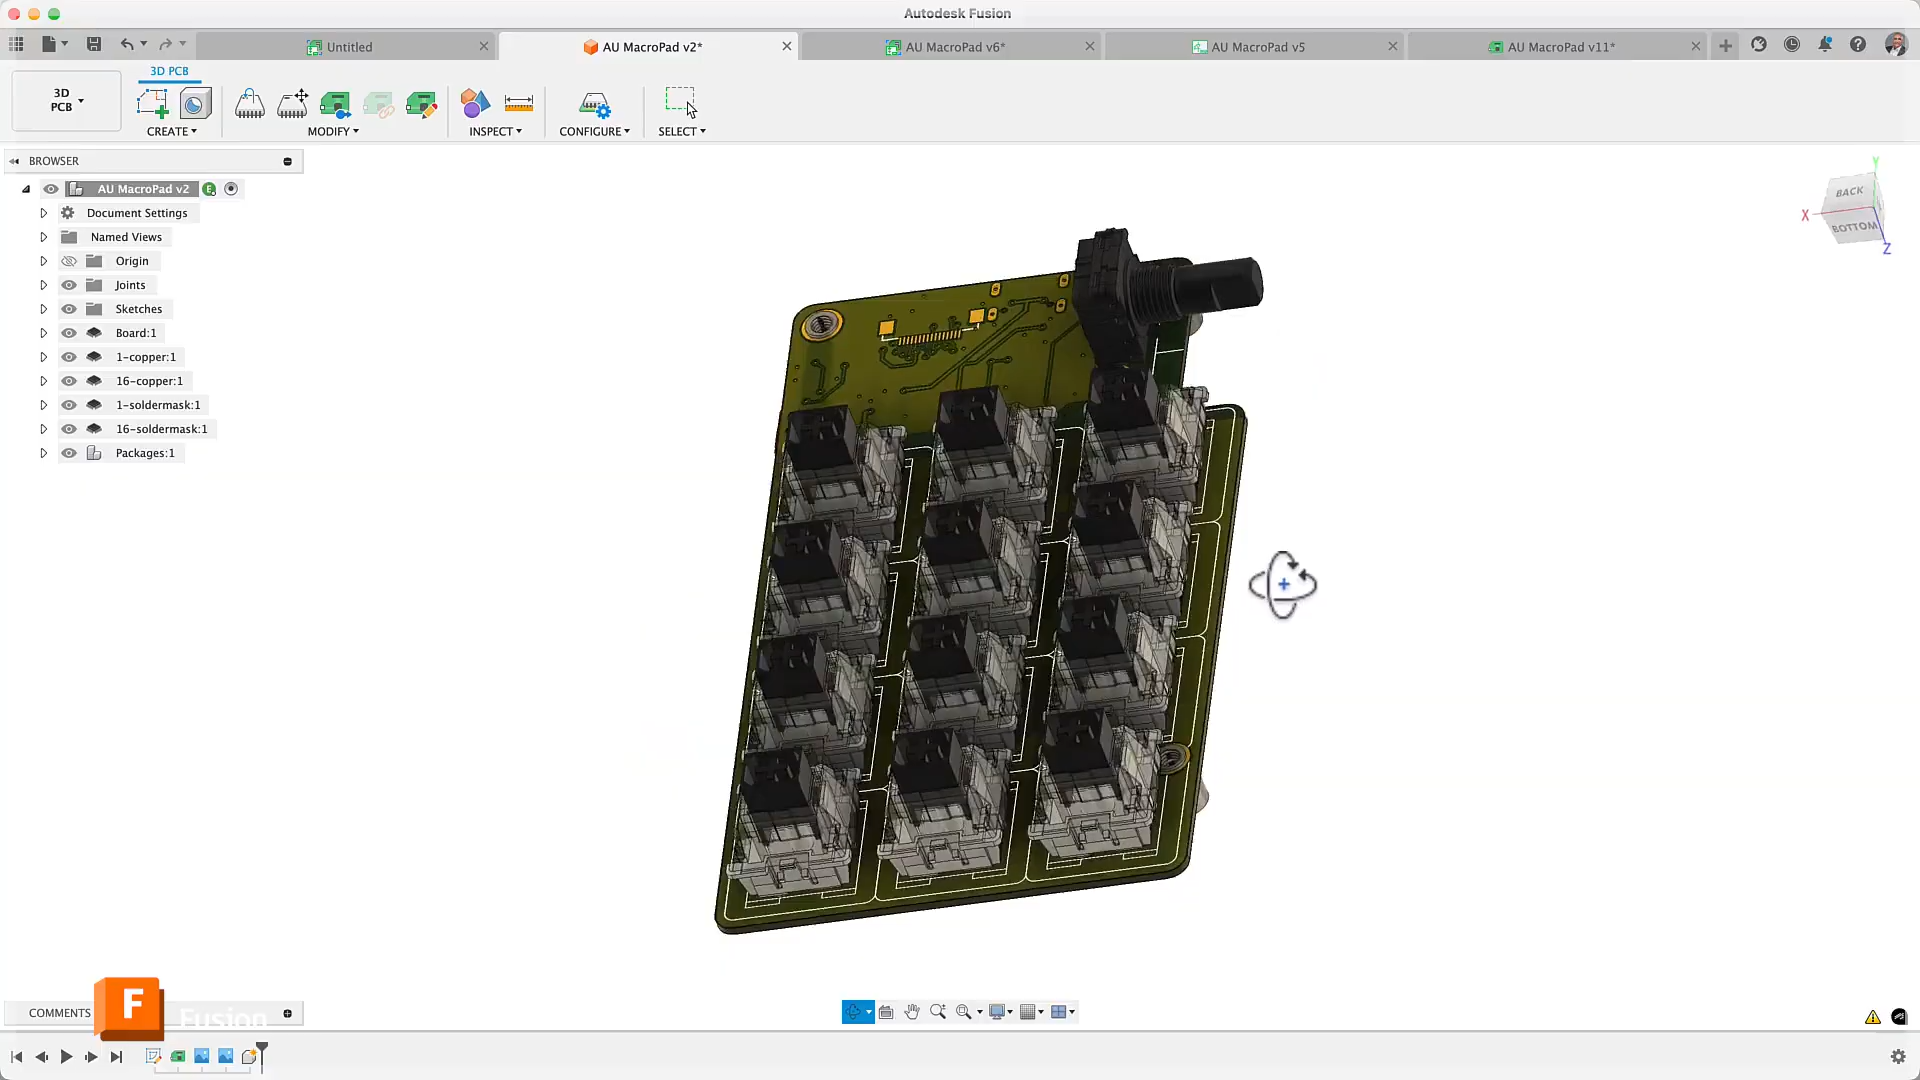 Autodesk Fusion
Untitled
AU MacroPad v2*
AU MacroPad v6*
AU MacroPad v5
AU MacroPad v11*
3D PCB
3D
PCB
CREATE
MODIFY
INSPECT
CONFIGURE
SELECT
BROWSER
AU MacroPad v2
Document Settings
Named Views
Origin
Joints
Sketches
Board:1
1-copper:1
16-copper:1
1-soldermask:1
16-soldermask:1
Packages:1
Y
X
Z
BACK
BOTTOM
COMMENTS
F
Fusion